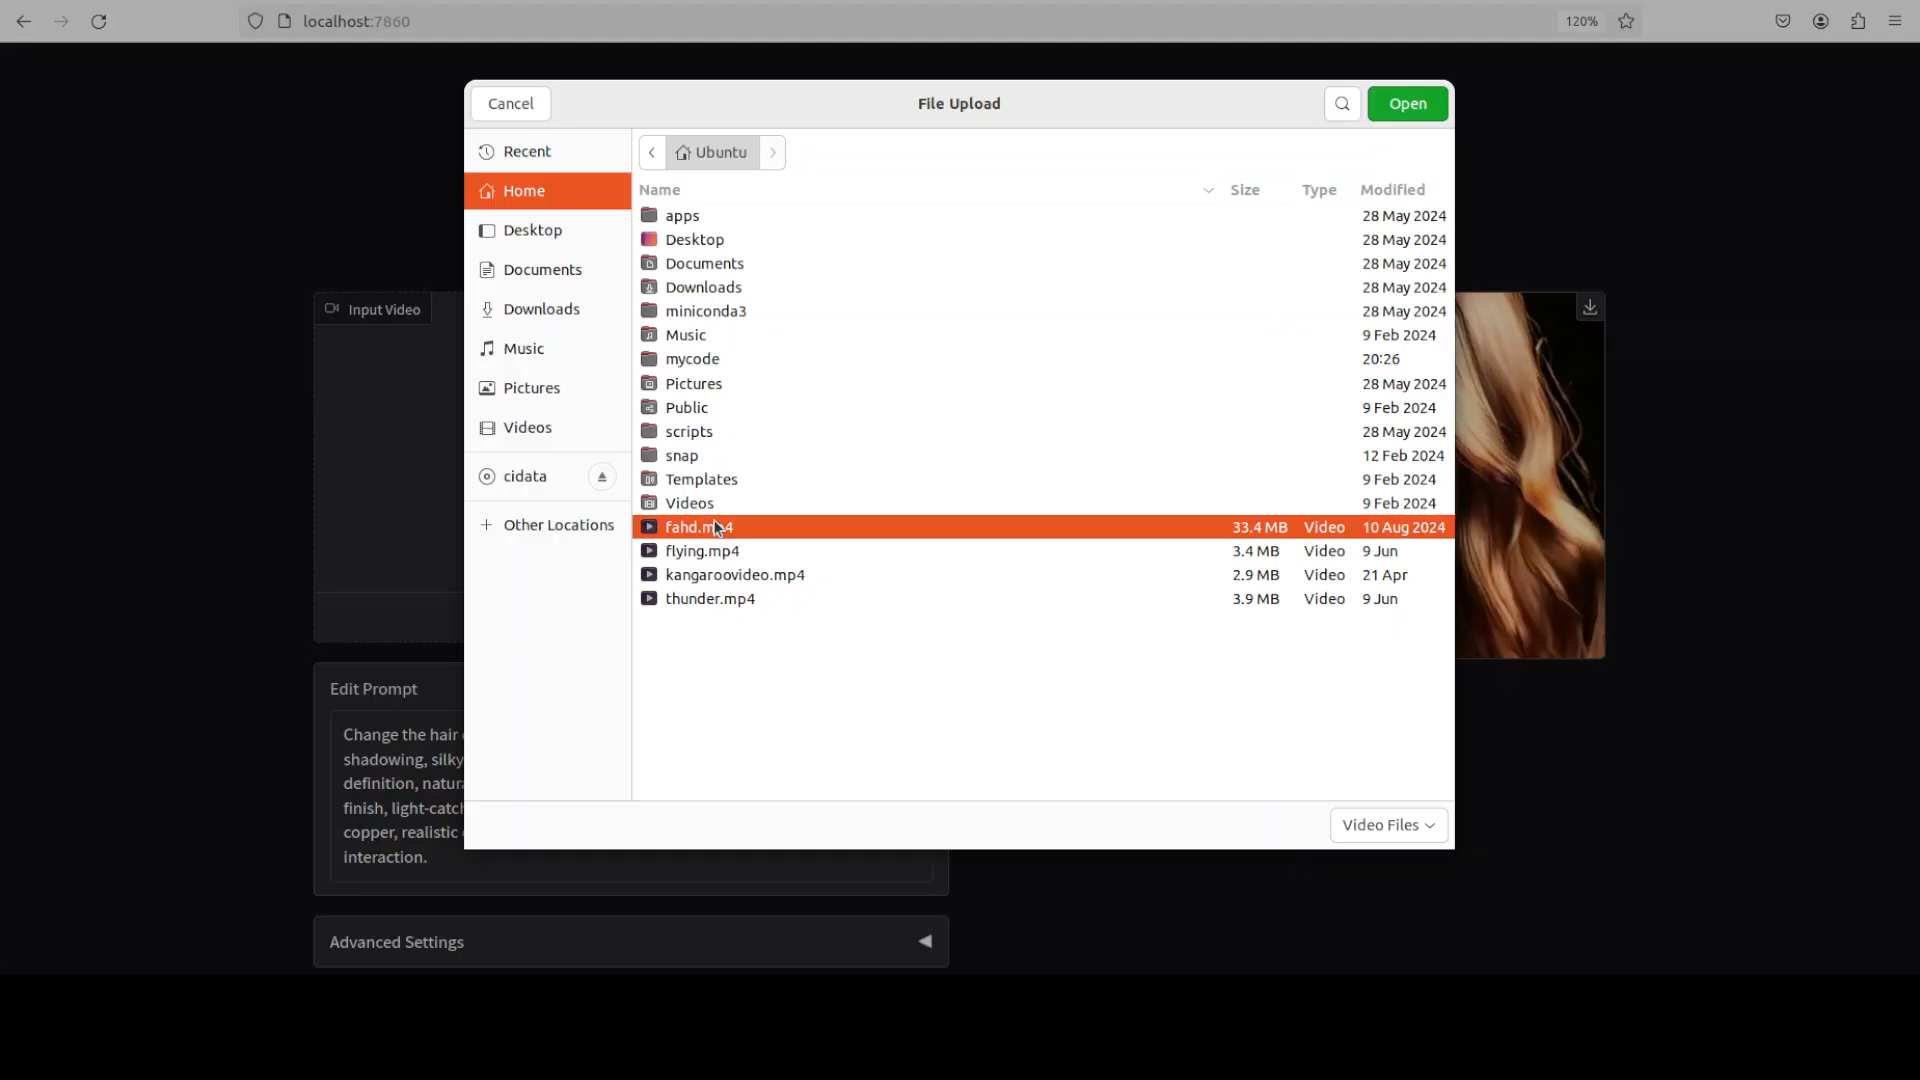 localhost:7860
120%
Cancel
File Upload
Open
Recent
Home
Desktop
Documents
Downloads
Music
Pictures
Videos
cidata
Other Locations
Ubuntu
Name Size Type Modified
apps 28 May 2024
Desktop 28 May 2024
Documents 28 May 2024
Downloads 28 May 2024
miniconda3 28 May 2024
Music 9 Feb 2024
mycode 20:26
Pictures 28 May 2024
Public 9 Feb 2024
scripts 28 May 2024
snap 12 Feb 2024
Templates 9 Feb 2024
Videos 9 Feb 2024
fahd.mp4 33.4 MB Video 10 Aug 2024
flying.mp4 3.4 MB Video 9 Jun
kangaroovideo.mp4 2.9 MB Video 21 Apr
thunder.mp4 3.9 MB Video 9 Jun
Video Files
Input Video
Edit Prompt
Change the hair
shadowing, silky
definition,
finish,
copper, realistic
interaction.
Advanced Settings